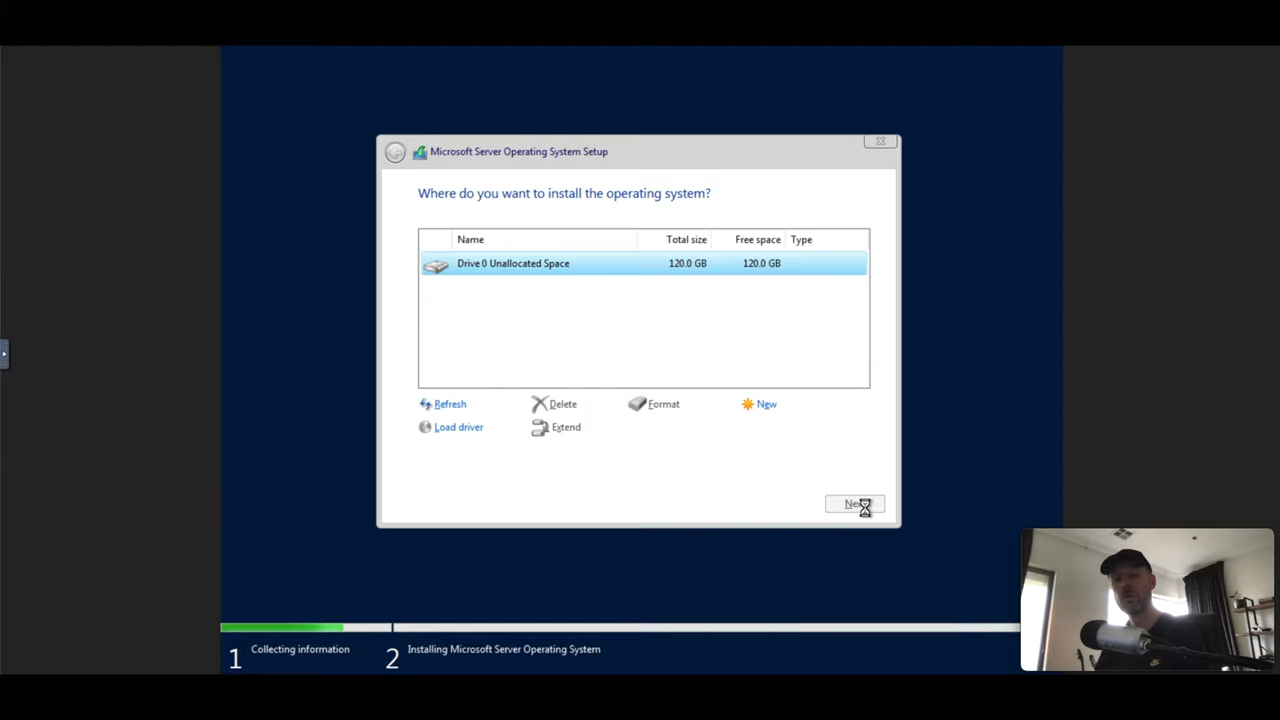 Microsoft Server Operating System Setup
Where do you want to install the operating system?
Name Total size Free space Type
Drive 0 Unallocated Space 120.0 GB 120.0 GB
Refresh Delete Format New
Load driver Extend
1 Collecting information 2 Installing Microsoft Server Operating System